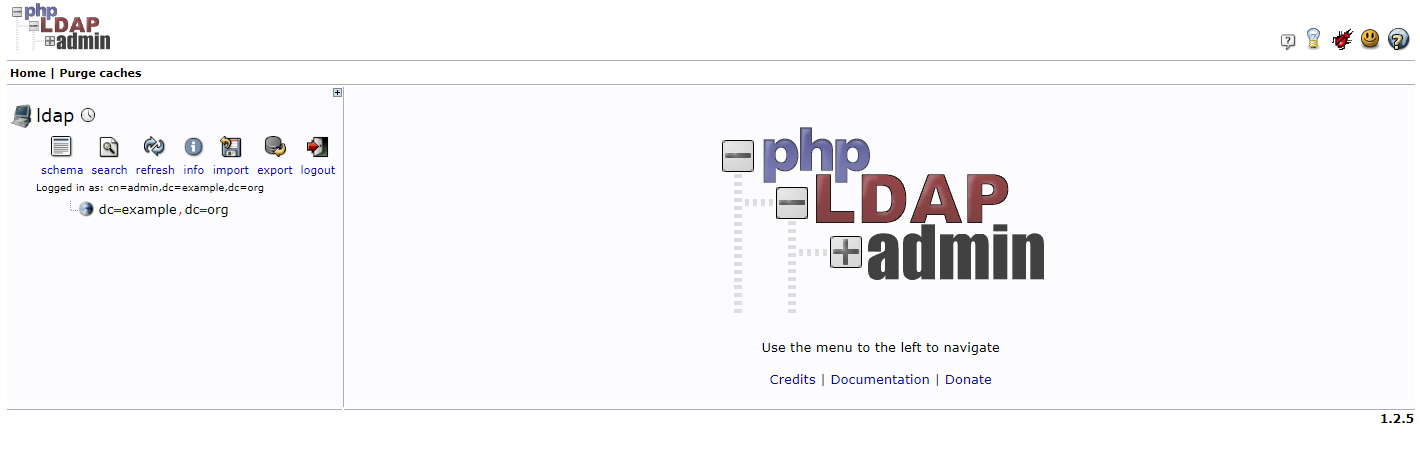 php
LDAP
admin
Home | Purge caches
ldap
schema search refresh info import export logout
Logged in as: cn=admin,dc=example,dc=org
dc=example,dc=org
php
LDAP
admin
Use the menu to the left to navigate
Credits | Documentation | Donate
1.2.5